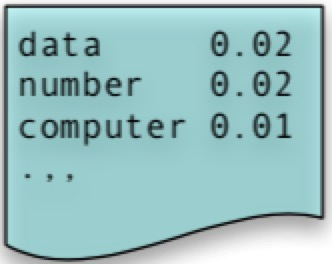 data 0.02
number 0.02
computer 0.01
.,,